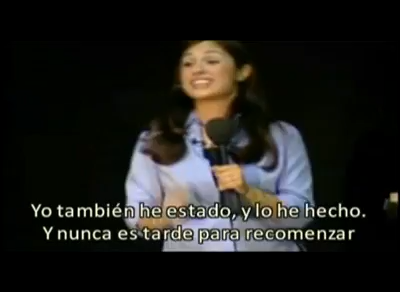 Yo también he estado, y lo he hecho.
Y nunca es tarde para recomenzar